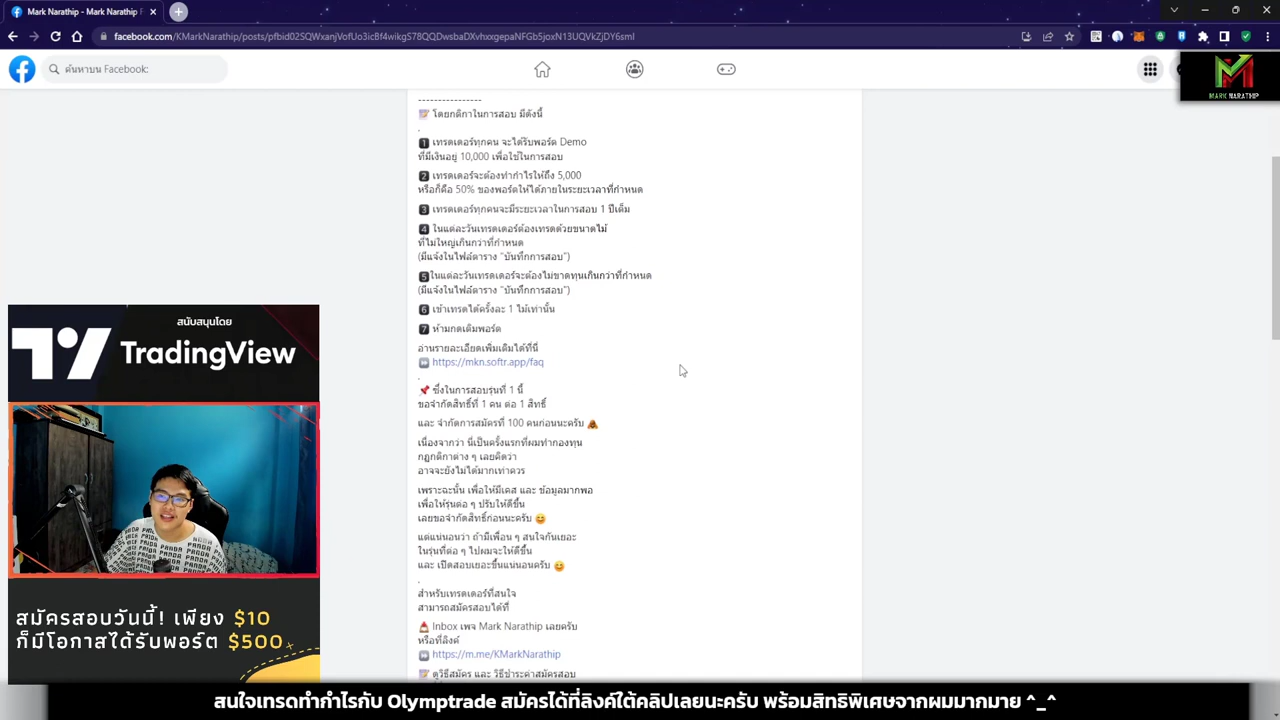 Mark Narathip - Mark Narathip F
facebook.com/KMarkNarathip/posts/pfbid02SQWxanjVofUo3icBf4wikgS78QQDwsbaDXvhxxgepaNFGb5joxN13UQVkZjDY6sml
ค้นหาบน Facebook:
MARK NARATHIP
----------------
โดยกติกาในการสอบ มีดังนี้
.
1 เทรดเดอร์ทุกคน จะได้รับพอร์ต Demo
ที่มีเงินอยู่ 10,000 เพื่อใช้ในการสอบ
2 เทรดเดอร์จะต้องทำกำไรให้ถึง 5,000
หรือก็คือ 50% ของพอร์ตให้ได้ภายในระยะเวลาที่กำหนด
3 เทรดเดอร์ทุกคนจะมีระยะเวลาในการสอบ 1 ปีเต็ม
4 ในแต่ละวันเทรดเดอร์ต้องเทรดด้วยขนาดไม้
ที่ไม่ใหญ่เกินกว่าที่กำหนด
(มีแจ้งในไฟล์ตาราง "บันทึกการสอบ")
5 ในแต่ละวันเทรดเดอร์จะต้องไม่ขาดทุนเกินกว่าที่กำหนด
(มีแจ้งในไฟล์ตาราง "บันทึกการสอบ")
6 เข้าเทรดได้ครั้งละ 1 ไม้เท่านั้น
7 ห้ามกดเติมพอร์ต
อ่านรายละเอียดเพิ่มเติมได้ที่นี่
https://mkn.softr.app/faq
.
📌 ซึ่งในการสอบรุ่นที่ 1 นี้
ขอจำกัดสิทธิ์ที่ 1 คน ต่อ 1 สิทธิ์
และ จำกัดการสมัครที่ 100 คนก่อนนะครับ
เนื่องจากว่า นี่เป็นครั้งแรกที่ผมทำกองทุน
กฎกติกาต่าง ๆ เลยคิดว่า
อาจจะยังไม่ได้มากเท่าควร
เพราะฉะนั้น เพื่อให้มีเคส และ ข้อมูลมากพอ
เพื่อให้รุ่นต่อ ๆ ปรับให้ดีขึ้น
เลยขอจำกัดสิทธิ์ก่อนนะครับ 😊
แต่แน่นอนว่า ถ้ามีเพื่อน ๆ สนใจกันเยอะ
ในรุ่นที่ต่อ ๆ ไปผมจะให้ดีขึ้น
และ เปิดสอบเยอะขึ้นแน่นอนครับ 😊
.
สำหรับเทรดเดอร์ที่สนใจ
สามารถสมัครสอบได้ที่
Inbox เพจ Mark Narathip เลยครับ
หรือที่ลิงค์
https://m.me/KMarkNarathip
ดูวิธีสมัคร และ วิธีชำระค่าสมัครสอบ
สนับสนุนโดย
TradingView
สมัครสอบวันนี้! เพียง $10
ก็มีโอกาสได้รับพอร์ต $500
สนใจเทรดทำกำไรกับ Olymptrade สมัครได้ที่ลิงค์ใต้คลิปเลยนะครับ พร้อมสิทธิพิเศษจากผมมากมาย ^_^